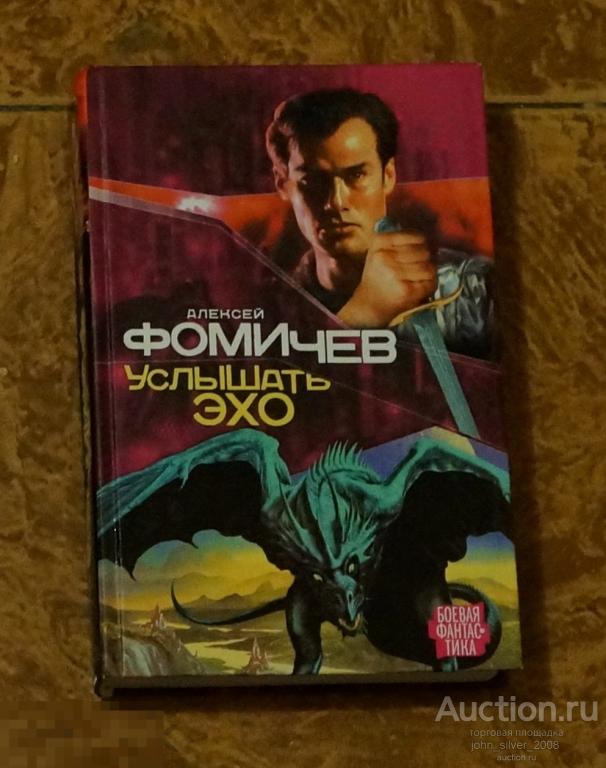 АЛЕКСЕЙ
ФОМИЧЕВ
УСЛЫШАТЬ
ЭХО
БОЕВАЯ
ФАНТАС-
ТИКА
Auction.ru
торговая площадка
john_silver_2008
auction.ru